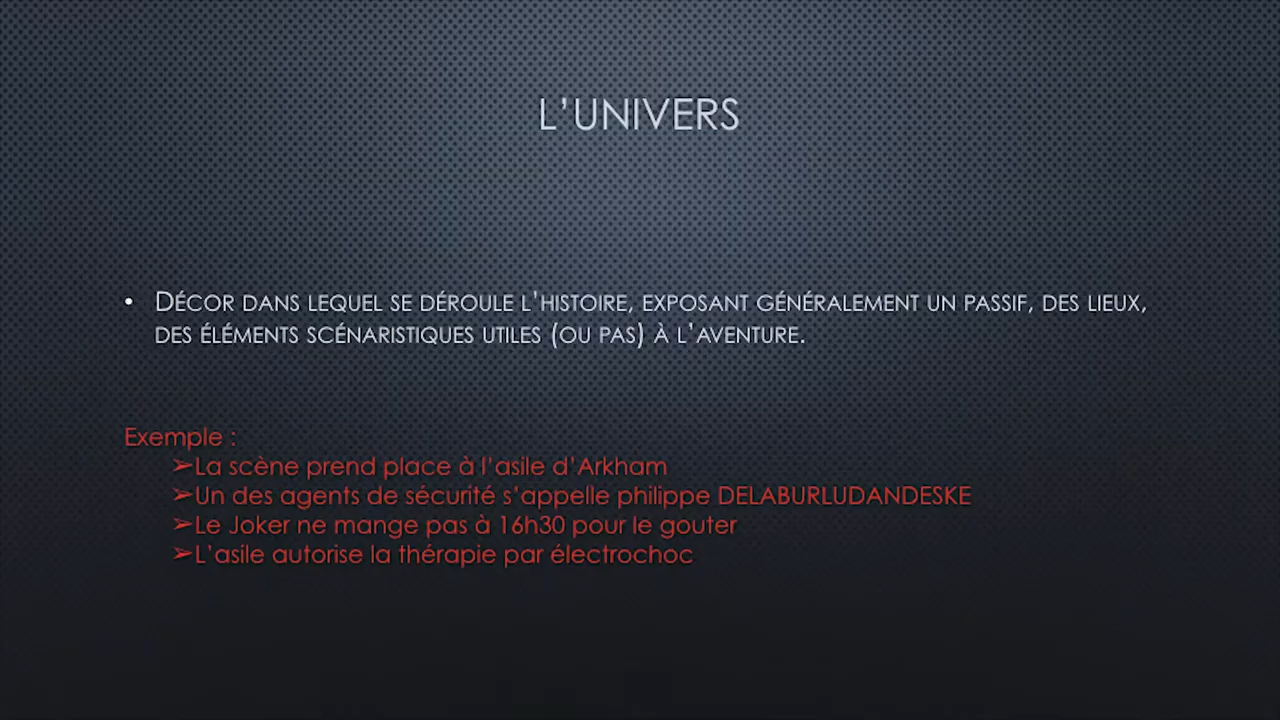 L'UNIVERS
• Décor dans lequel se déroule l'histoire, exposant généralement un passif, des lieux,
des éléments scénaristiques utiles (ou pas) à l'aventure.
Exemple :
➢La scène prend place à l'asile d'Arkham
➢Un des agents de sécurité s'appelle philippe DELABURLUDANDESKE
➢Le Joker ne mange pas à 16h30 pour le gouter
➢L'asile autorise la thérapie par électrochoc